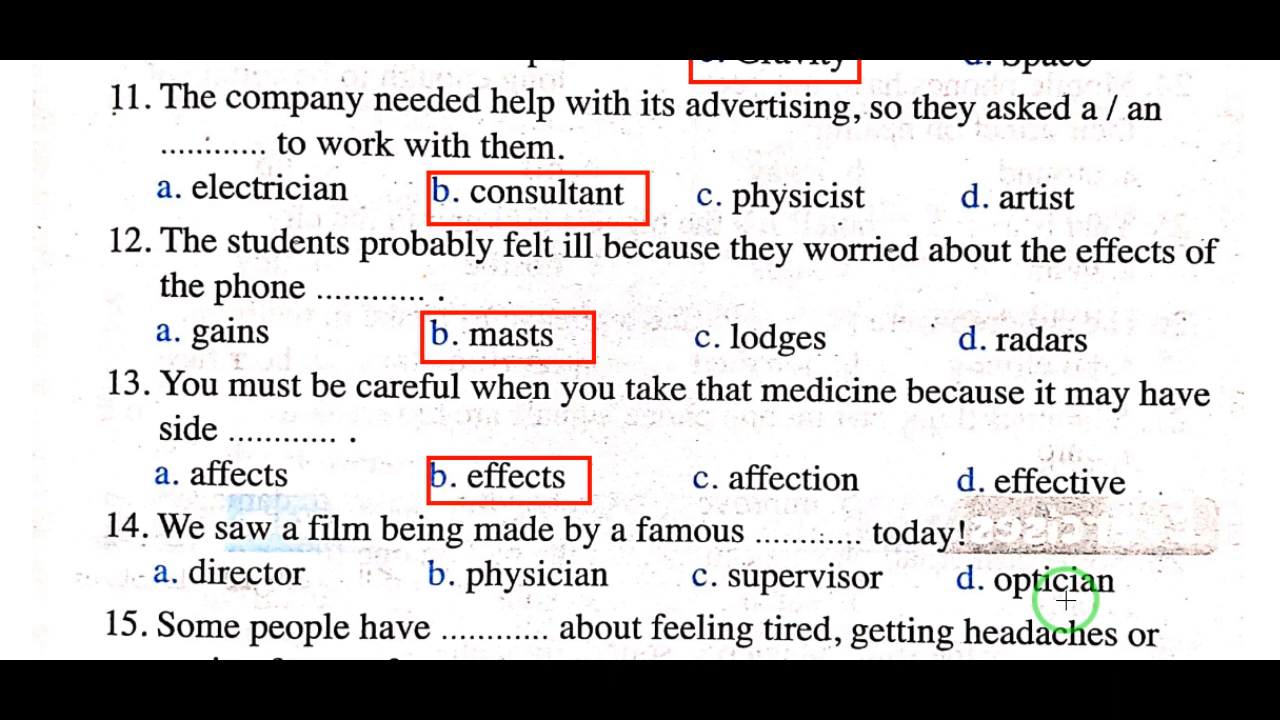 c. Gravity d. Space
11. The company needed help with its advertising, so they asked a / an
............ to work with them.
a. electrician b. consultant c. physicist d. artist
12. The students probably felt ill because they worried about the effects of
the phone ............ .
a. gains b. masts c. lodges d. radars
13. You must be careful when you take that medicine because it may have
side ............ .
a. affects b. effects c. affection d. effective
14. We saw a film being made by a famous ............ today!
a. director b. physician c. supervisor d. optician
15. Some people have ............ about feeling tired, getting headaches or